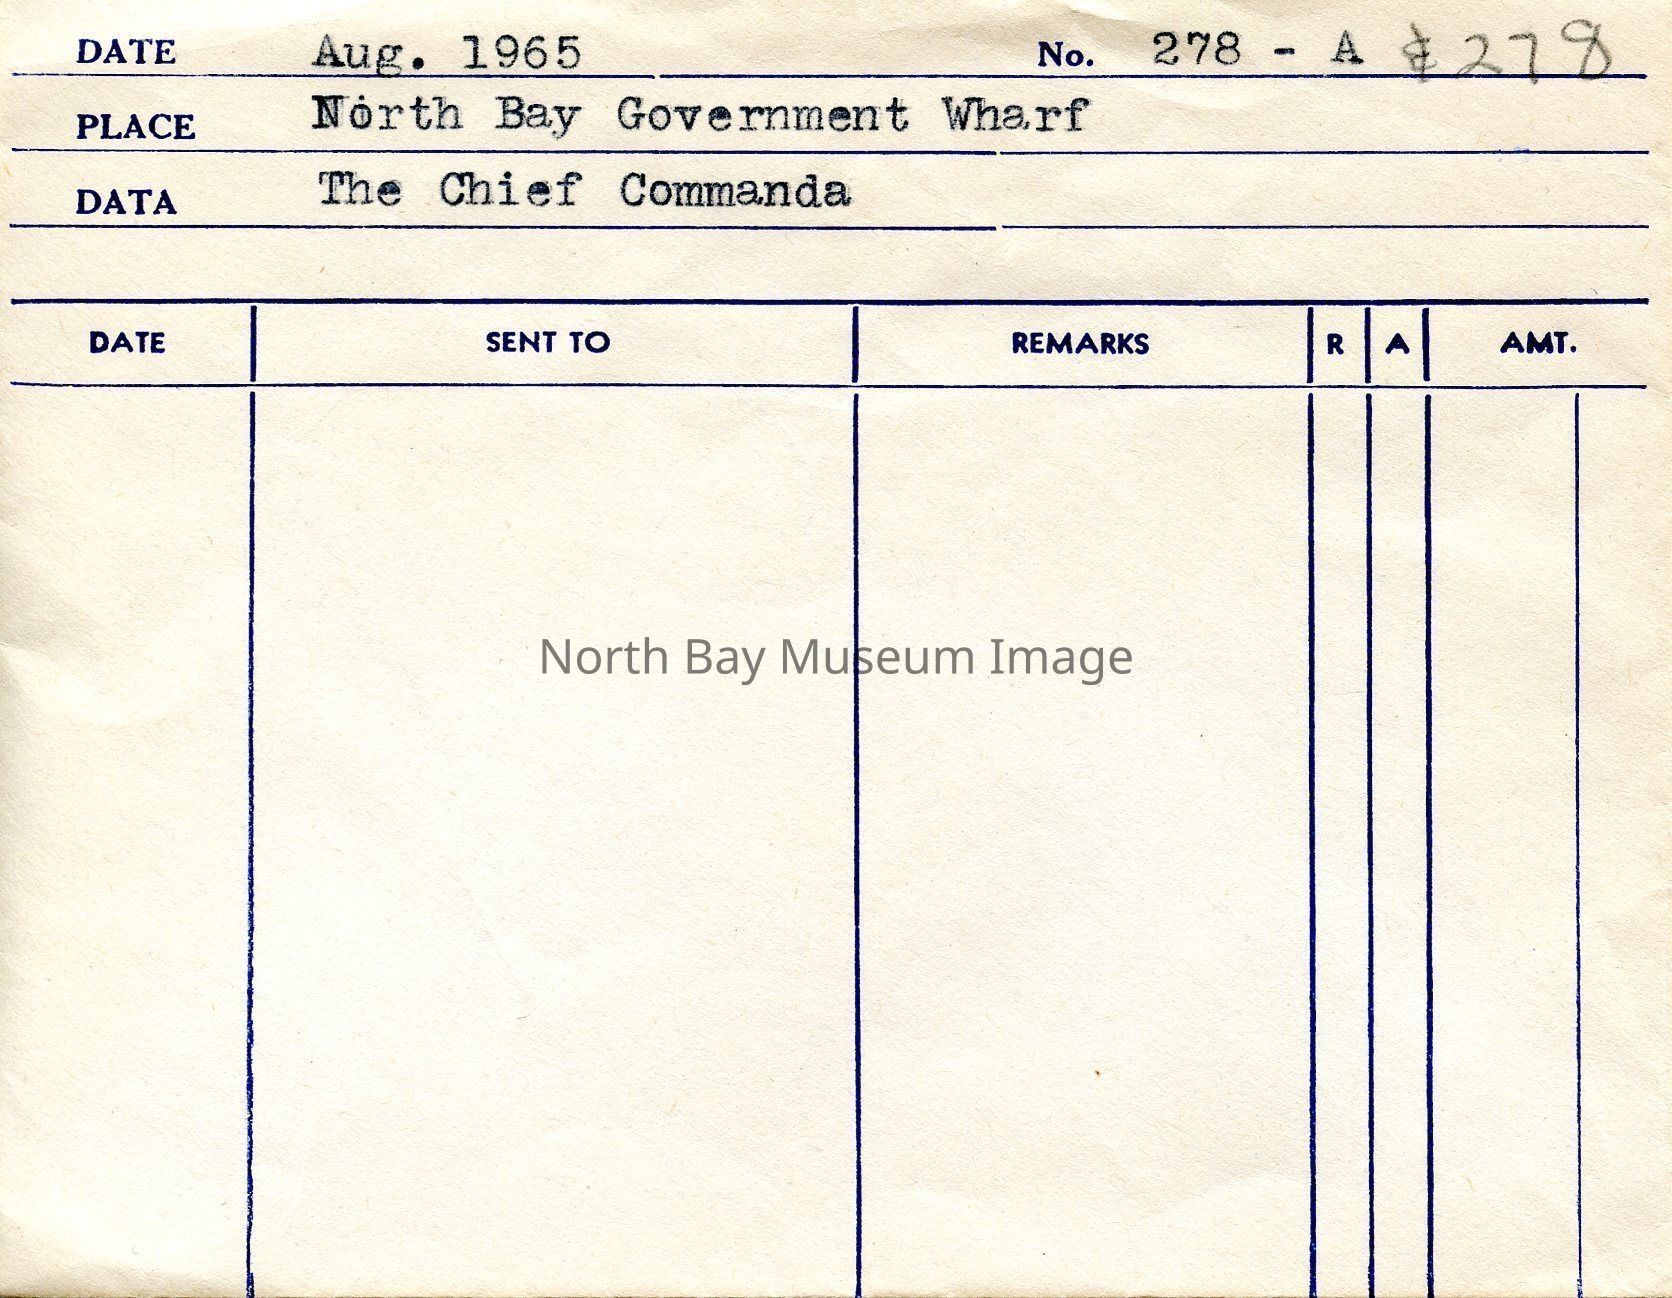 DATE Aug. 1965 No. 278 - A & 278
PLACE North Bay Government Wharf
DATA The Chief Commanda
DATE SENT TO REMARKS R A AMT.
North Bay Museum Image